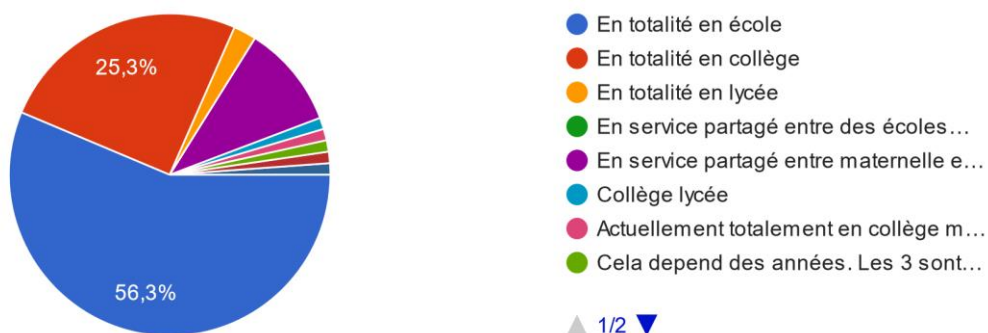 25,3%
56,3%
En totalité en école
En totalité en collège
En totalité en lycée
En service partagé entre des écoles…
En service partagé entre maternelle e…
Collège lycée
Actuellement totalement en collège m…
Cela depend des années. Les 3 sont…
1/2